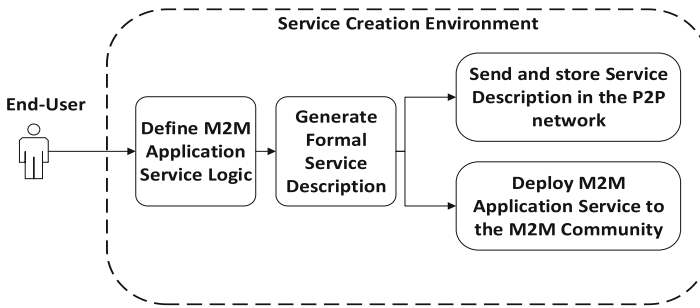 Service Creation Environment
End-User
Define M2M
Application
Service Logic
Generate
Formal
Service
Description
Send and store Service
Description in the P2P
network
Deploy M2M
Application Service to
the M2M Community